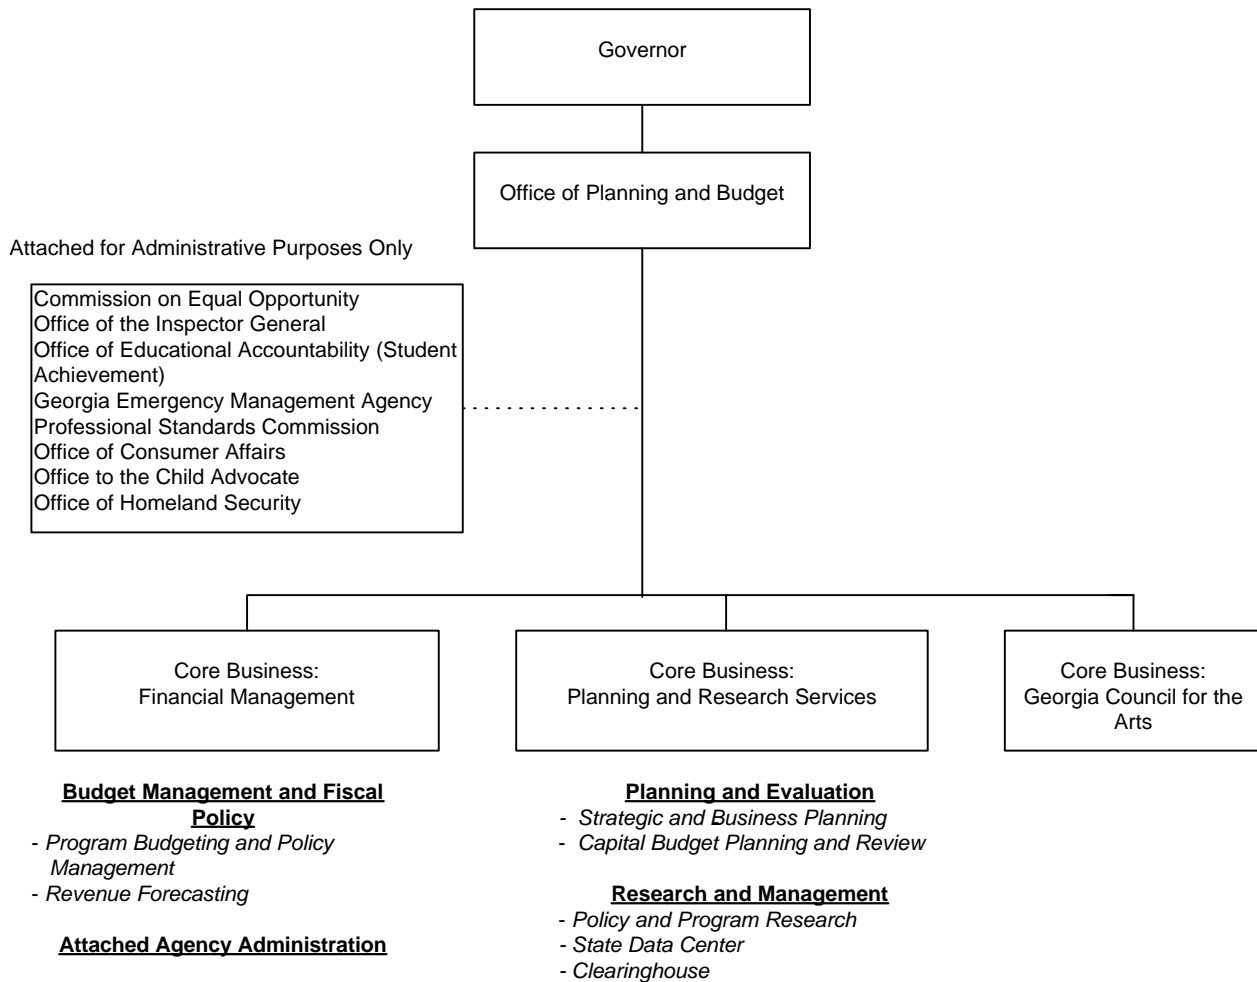 Governor
Office of Planning and Budget
Attached for Administrative Purposes Only
Commission on Equal Opportunity
Office of the Inspector General
Office of Educational Accountability (Student
Achievement)
Georgia Emergency Management Agency
Professional Standards Commission
Office of Consumer Affairs
Office to the Child Advocate
Office of Homeland Security
Core Business:
Financial Management
Core Business:
Planning and Research Services
Core Business:
Georgia Council for the
Arts
Budget Management and Fiscal
Policy
- Program Budgeting and Policy
Management
- Revenue Forecasting
Attached Agency Administration
Planning and Evaluation
- Strategic and Business Planning
- Capital Budget Planning and Review
Research and Management
- Policy and Program Research
- State Data Center
- Clearinghouse